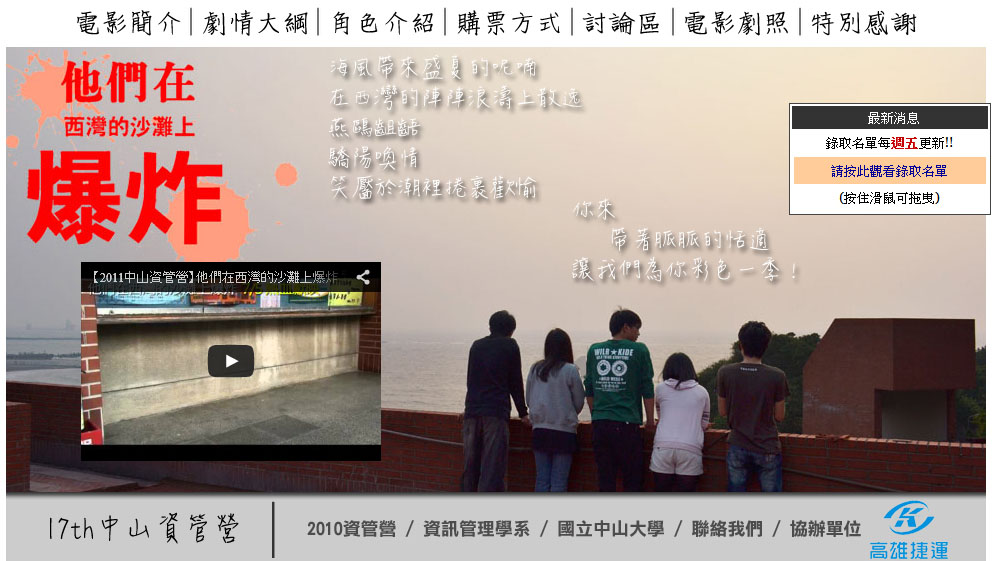 電影簡介│劇情大綱│角色介紹│購票方式│討論區│電影劇照│特別感謝
他們在
西灣的沙灘上
爆炸
海風帶來盛夏的呢喃
在西灣的陣陣浪濤上散逸
燕鷗齟齬
驕陽喚情
笑靨於潮裡捲裹歡愉
你來
帶著脈脈的恬適
讓我們為你彩色一季！
最新消息
錄取名單每週五更新!!
請按此觀看錄取名單
(按住滑鼠可拖曳)
【2011中山資管營】他們在西灣的沙灘上爆炸
WILD★KIDE
17th中山資管營
2010資管營 / 資訊管理學系 / 國立中山大學 / 聯絡我們 / 協辦單位
高雄捷運